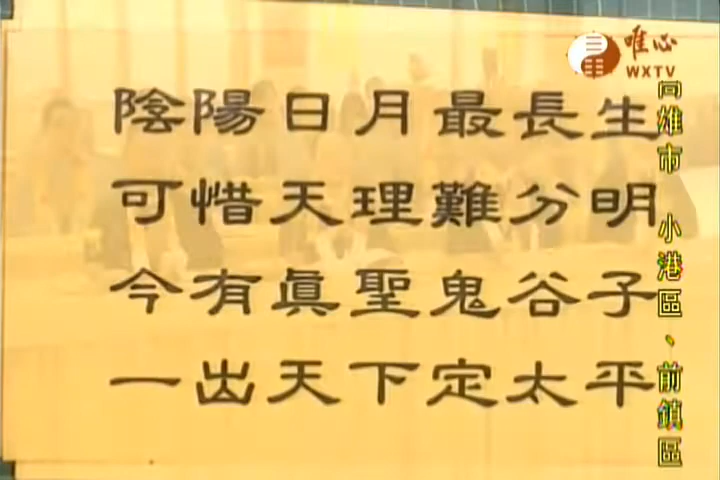 唯心
WXTV
陰陽日月最長生
可惜天理難分明
今有真聖鬼谷子
一出天下定太平
高雄市 小港區、前鎮區